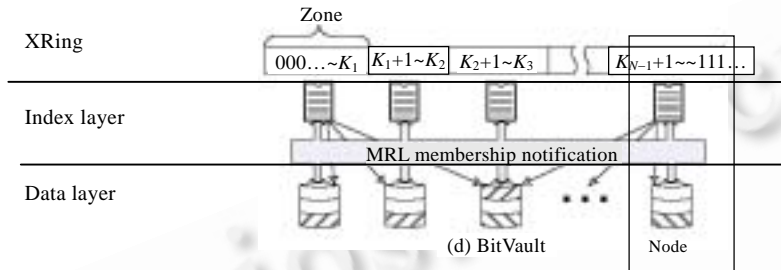 Zone
XRing
000…~K₁ K₁+1~K₂ K₂+1~K₃ K_{N−1}+1~~111…
Index layer
MRL membership notification
Data layer
(d) BitVault
Node